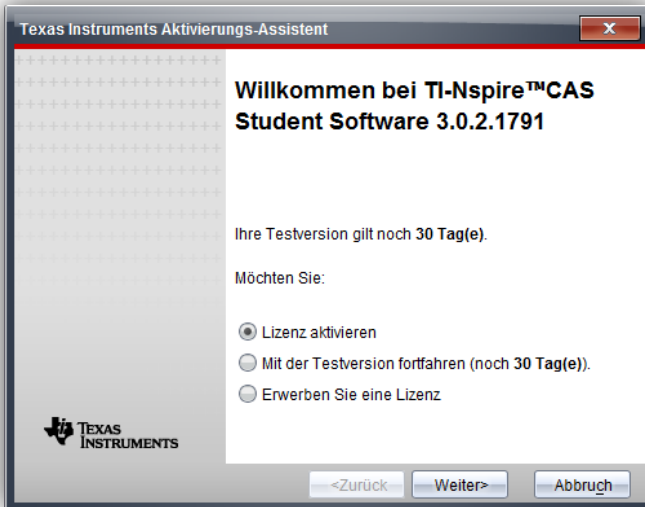 Texas Instruments Aktivierungs-Assistent
x
Willkommen bei TI-Nspire™CAS
Student Software 3.0.2.1791
Ihre Testversion gilt noch 30 Tag(e).
Möchten Sie:
Lizenz aktivieren
Mit der Testversion fortfahren (noch 30 Tag(e)).
Erwerben Sie eine Lizenz
TEXAS
INSTRUMENTS
<Zurück Weiter> Abbruch